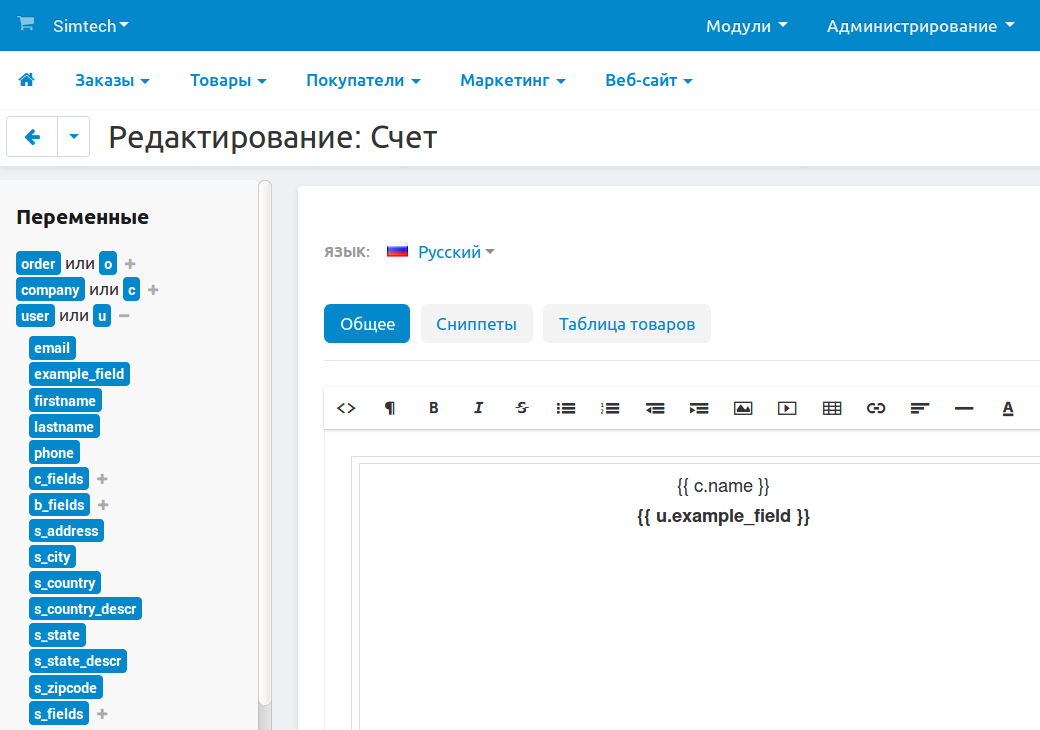 Simtech Модули Администрирование
Заказы Товары Покупатели Маркетинг Веб-сайт
Редактирование: Счет
Переменные
order или o
company или c
user или u
email
example_field
firstname
lastname
phone
c_fields
b_fields
s_address
s_city
s_country
s_country_descr
s_state
s_state_descr
s_zipcode
s_fields
ЯЗЫК: Русский
Общее Сниппеты Таблица товаров
<> ¶ B I S A
{{ c.name }}
{{ u.example_field }}